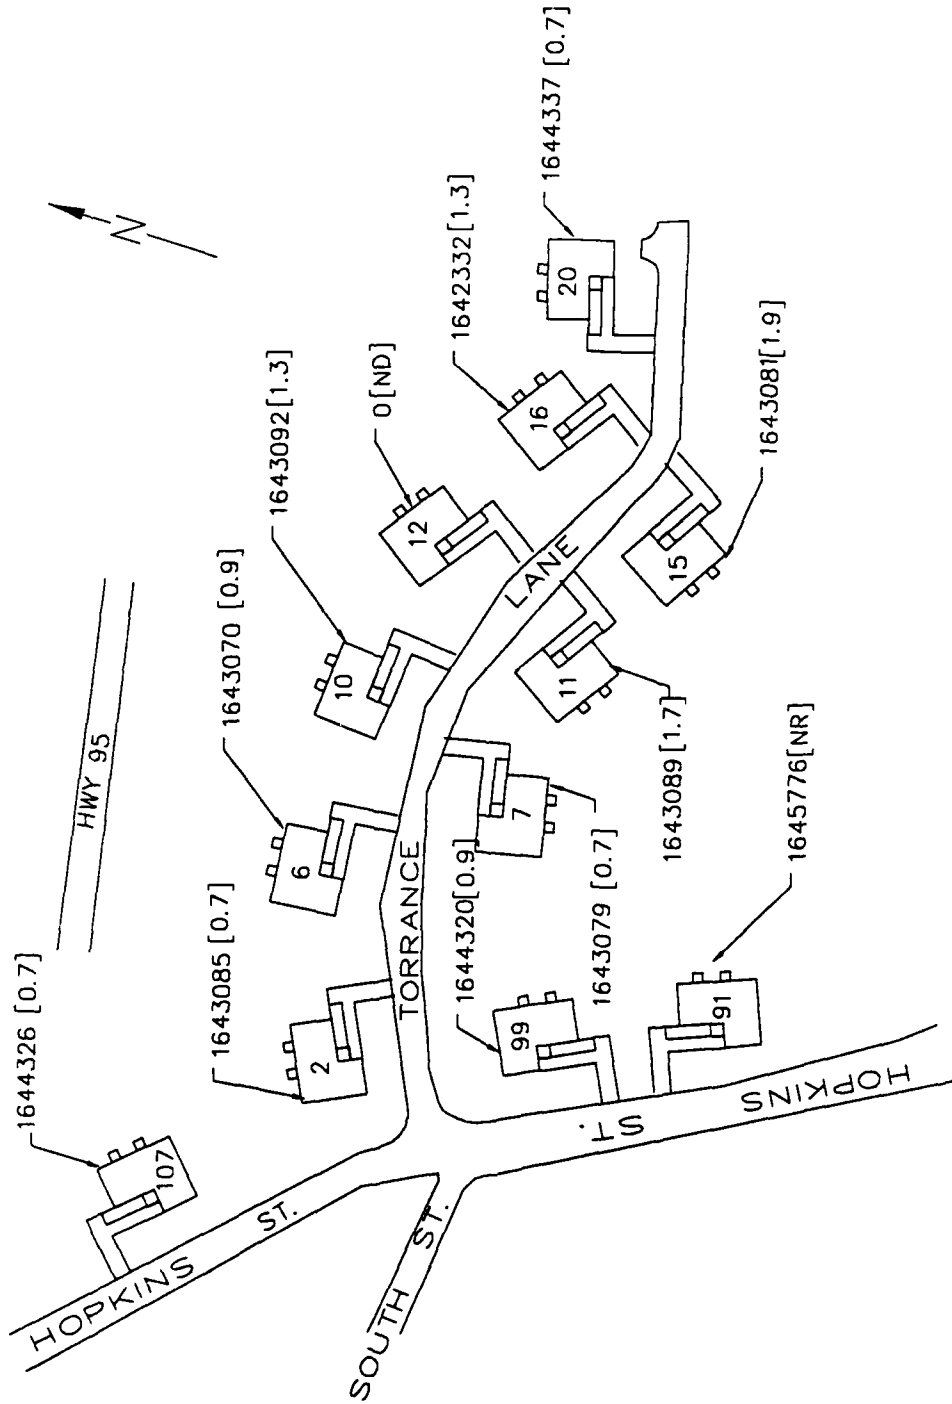 1644337 [0.7]
N
1642332[1.3]
20
0[ND]
1643092[1.3]
16
1643081[1.9]
12
1643070 [0.9]
HWY 95
LANE
15
10
11
1643085[0.7]
6
1643089[1.7]
1645776[NR]
7
1644326 [0.7]
TORRANCE
1644320[0.9]
1643079 [0.7]
2
99
91
107
HOPKINS ST.
HOPKINS ST.
SOUTH ST.